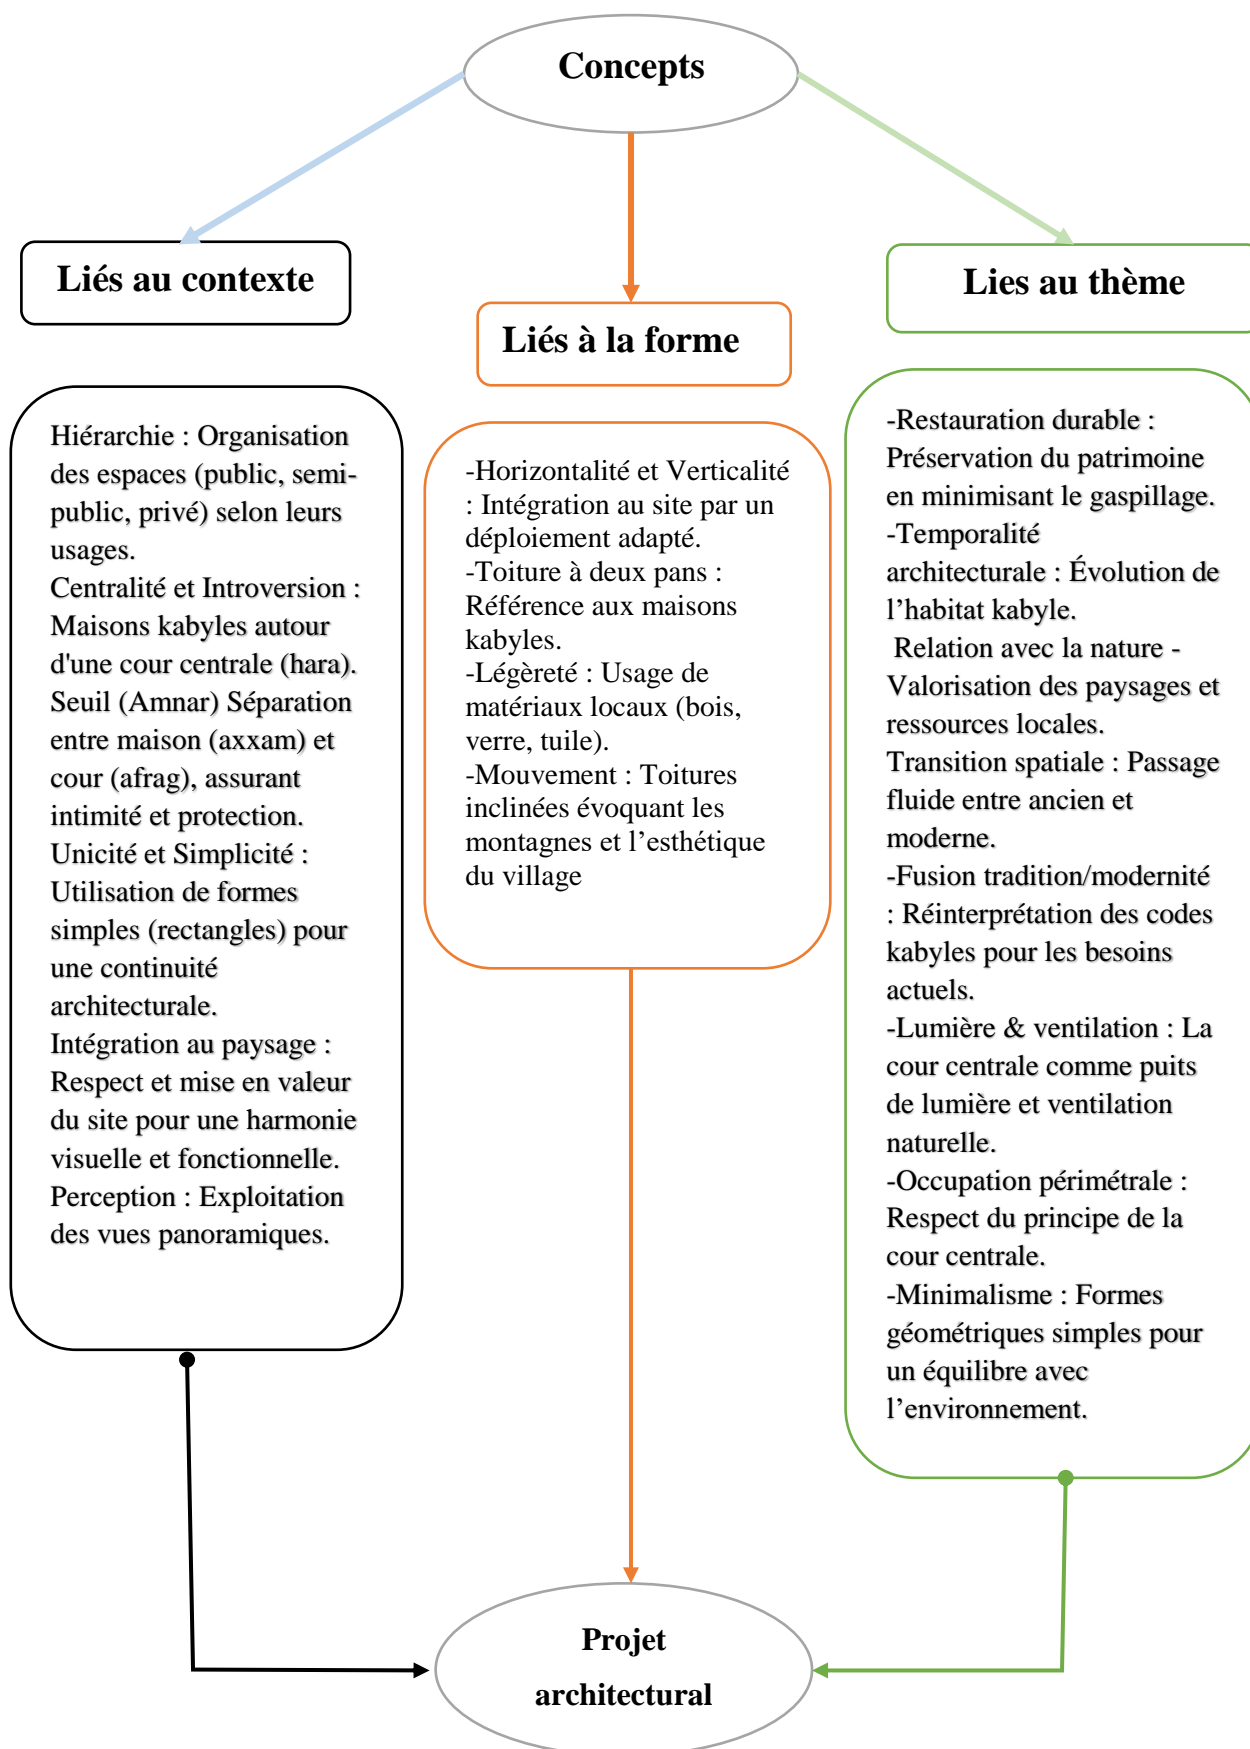 Concepts
Liés au contexte
Hiérarchie : Organisation
des espaces (public, semi-
public, privé) selon leurs
usages.
Centralité et Introversion :
Maisons kabyles autour
d'une cour centrale (hara).
Seuil (Amnar) Séparation
entre maison (axxam) et
cour (afrag), assurant
intimité et protection.
Unicité et Simplicité :
Utilisation de formes
simples (rectangles) pour
une continuité
architecturale.
Intégration au paysage :
Respect et mise en valeur
du site pour une harmonie
visuelle et fonctionnelle.
Perception : Exploitation
des vues panoramiques.
Liés à la forme
-Horizontalité et Verticalité
: Intégration au site par un
déploiement adapté.
-Toiture à deux pans :
Référence aux maisons
kabyles.
-Légèreté : Usage de
matériaux locaux (bois,
verre, tuile).
-Mouvement : Toitures
inclinées évoquant les
montagnes et l’esthétique
du village
Lies au thème
-Restauration durable :
Préservation du patrimoine
en minimisant le gaspillage.
-Temporalité
architecturale : Évolution de
l’habitat kabyle.
Relation avec la nature -
Valorisation des paysages et
ressources locales.
Transition spatiale : Passage
fluide entre ancien et
moderne.
-Fusion tradition/modernité
: Réinterprétation des codes
kabyles pour les besoins
actuels.
-Lumière & ventilation : La
cour centrale comme puits
de lumière et ventilation
naturelle.
-Occupation périmétrale :
Respect du principe de la
cour centrale.
-Minimalisme : Formes
géométriques simples pour
un équilibre avec
l’environnement.
Projet
architectural